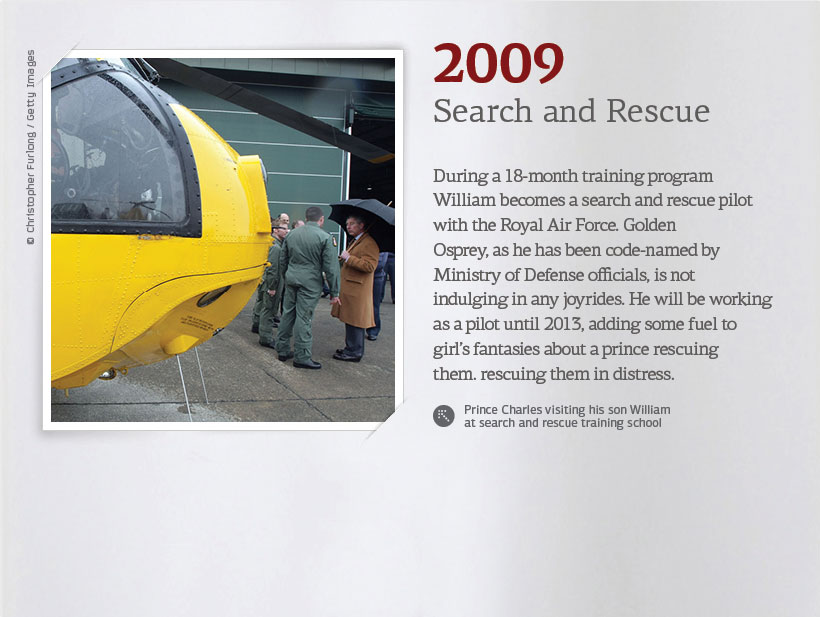 © Christopher Furlong / Getty Images
2009
Search and Rescue
During a 18-month training program
William becomes a search and rescue pilot
with the Royal Air Force. Golden
Osprey, as he has been code-named by
Ministry of Defense officials, is not
indulging in any joyrides. He will be working
as a pilot until 2013, adding some fuel to
girl's fantasies about a prince rescuing
them. rescuing them in distress.
Prince Charles visiting his son William
at search and rescue training school